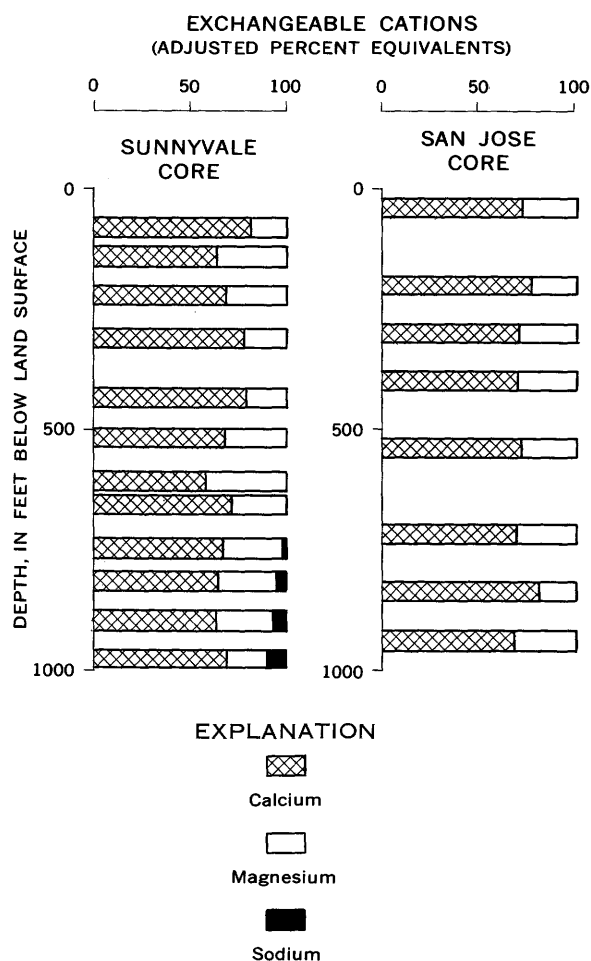 EXCHANGEABLE CATIONS
(ADJUSTED PERCENT EQUIVALENTS)
0 50 100
0 50 100
SUNNYVALE
CORE
SAN JOSE
CORE
DEPTH, IN FEET BELOW LAND SURFACE
0
500
1000
0
500
1000
EXPLANATION
Calcium
Magnesium
Sodium